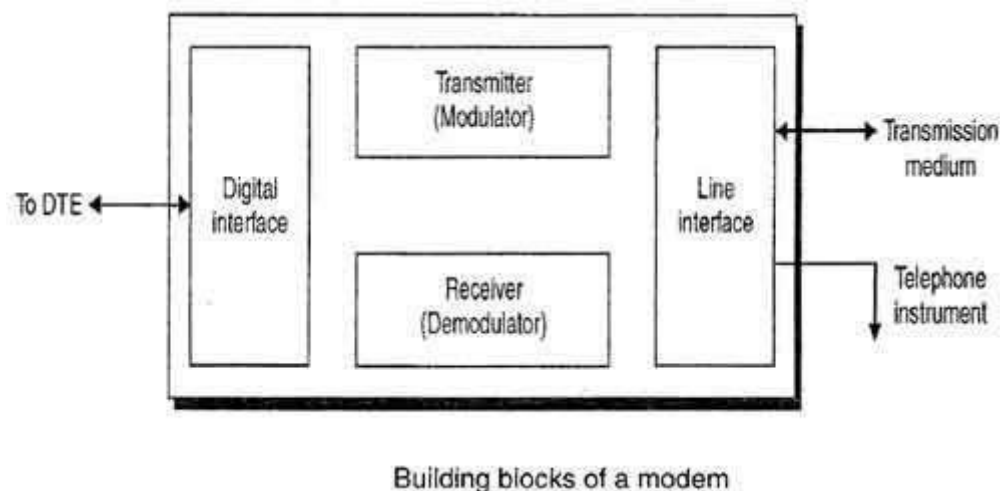 Transmitter
(Modulator)
To DTE
Digital
interface
Line
interface
Transmission
medium
Receiver
(Demodulator)
Telephone
instrument
Building blocks of a modem